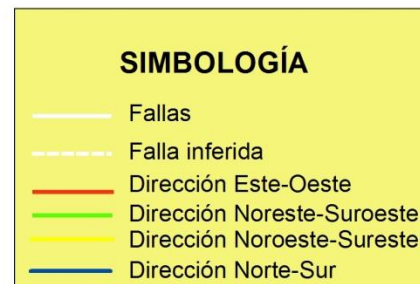 SIMBOLOGÍA
Fallas
Falla inferida
Dirección Este-Oeste
Dirección Noreste-Suroeste
Dirección Noroeste-Sureste
Dirección Norte-Sur